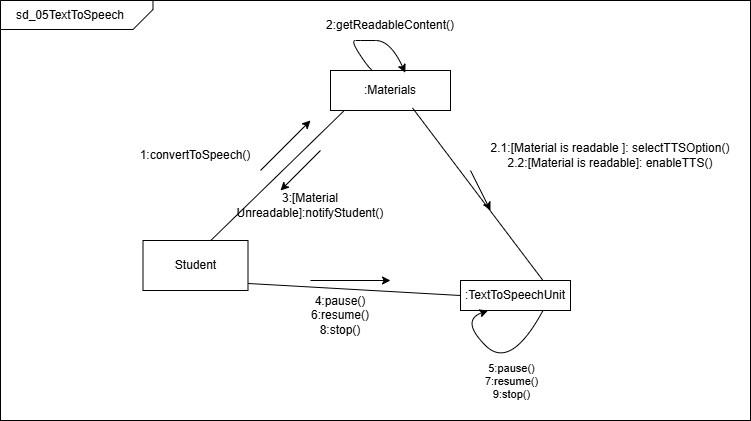 sd_05TextToSpeech
2:getReadableContent()
:Materials
1:convertToSpeech()
2.1:[Material is readable ]: selectTTSOption()
2.2:[Material is readable]: enableTTS()
3:[Material
Unreadable]:notifyStudent()
Student
:TextToSpeechUnit
4:pause()
6:resume()
8:stop()
5:pause()
7:resume()
9:stop()